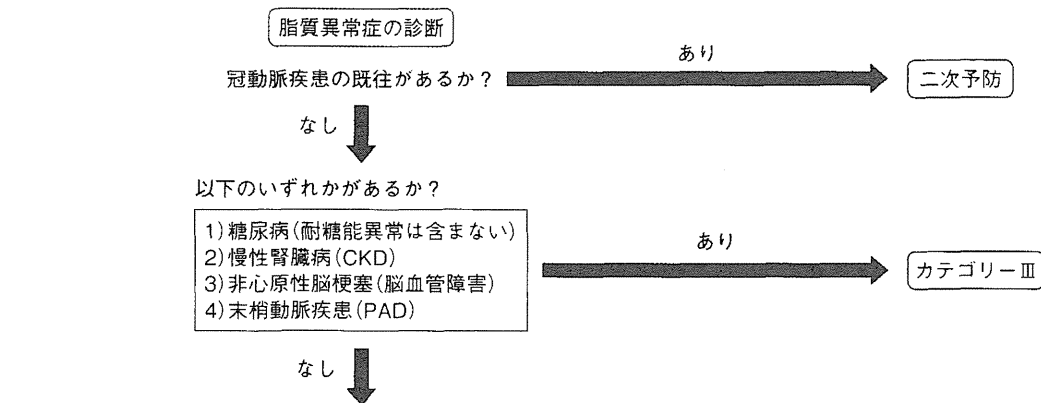 脂質異常症の診断
冠動脈疾患の既往があるか?
あり
二次予防
なし
以下のいずれかがあるか?
1)糖尿病(耐糖能異常は含まない)
2)慢性腎臓病(CKD)
3)非心原性脳梗塞(脳血管障害)
4)末梢動脈疾患(PAD)
あり
カテゴリーⅢ
なし